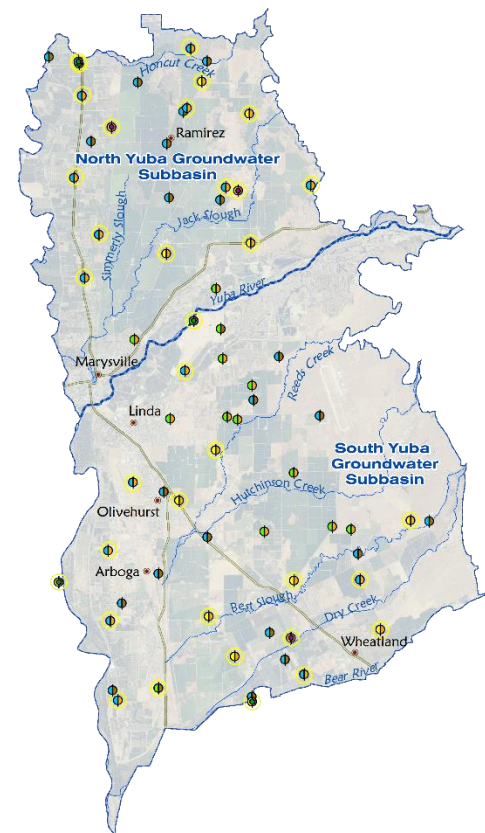 Honcut Creek
Ramirez
North Yuba Groundwater
Subbasin
Simmerly Slough
Jack Slough
Yuba River
Marysville
Reeds Creek
Linda
South Yuba
Groundwater
Subbasin
Hutchinson Creek
Olivehurst
Arboga
Best Slough
Dry Creek
Wheatland
Bear River